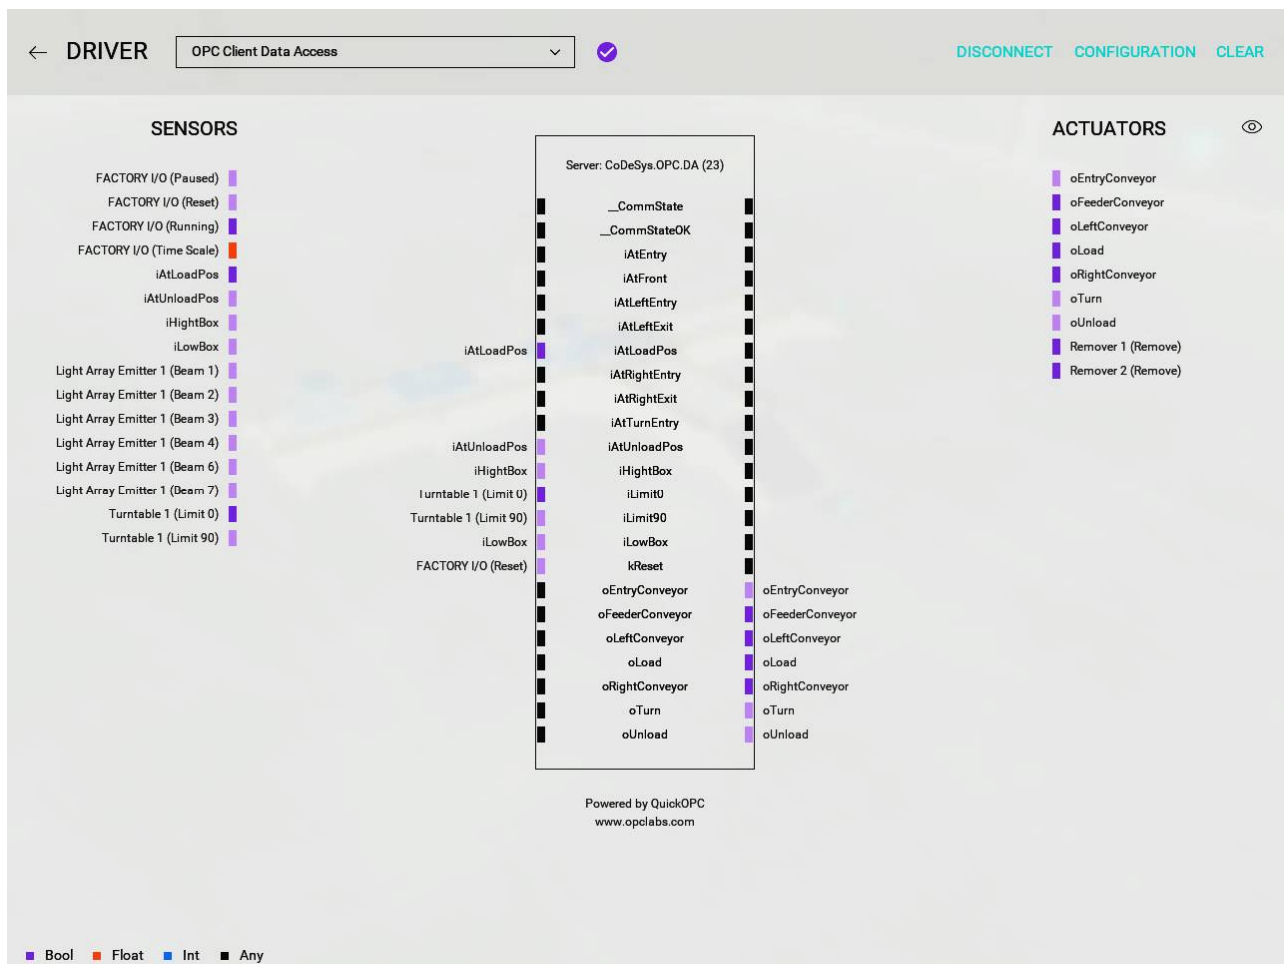 ← DRIVER OPC Client Data Access DISCONNECT CONFIGURATION CLEAR
SENSORS
FACTORY I/O (Paused)
FACTORY I/O (Reset)
FACTORY I/O (Running)
FACTORY I/O (Time Scale)
iAtLoadPos
iAtUnloadPos
iHightBox
iLowBox
Light Array Emitter 1 (Beam 1)
Light Array Emitter 1 (Beam 2)
Light Array Emitter 1 (Beam 3)
Light Array Emitter 1 (Beam 4)
Light Array Emitter 1 (Beam 6)
Light Array Emitter 1 (Beam 7)
Turntable 1 (Limit 0)
Turntable 1 (Limit 90)
Server: CoDeSys.OPC.DA (23)
__CommState
__CommStateOK
iAtEntry
iAtFront
iAtLeftEntry
iAtLeftExit
iAtLoadPos iAtLoadPos
iAtRightEntry
iAtRightExit
iAtTurnEntry
iAtUnloadPos iAtUnloadPos
iHightBox iHightBox
Turntable 1 (Limit 0) iLimit0
Turntable 1 (Limit 90) iLimit90
iLowBox iLowBox
FACTORY I/O (Reset) kReset
oEntryConveyor oEntryConveyor
oFeederConveyor oFeederConveyor
oLeftConveyor oLeftConveyor
oLoad oLoad
oRightConveyor oRightConveyor
oTurn oTurn
oUnload oUnload
Powered by QuickOPC
www.opclabs.com
ACTUATORS
oEntryConveyor
oFeederConveyor
oLeftConveyor
oLoad
oRightConveyor
oTurn
oUnload
Remover 1 (Remove)
Remover 2 (Remove)
Bool Float Int Any